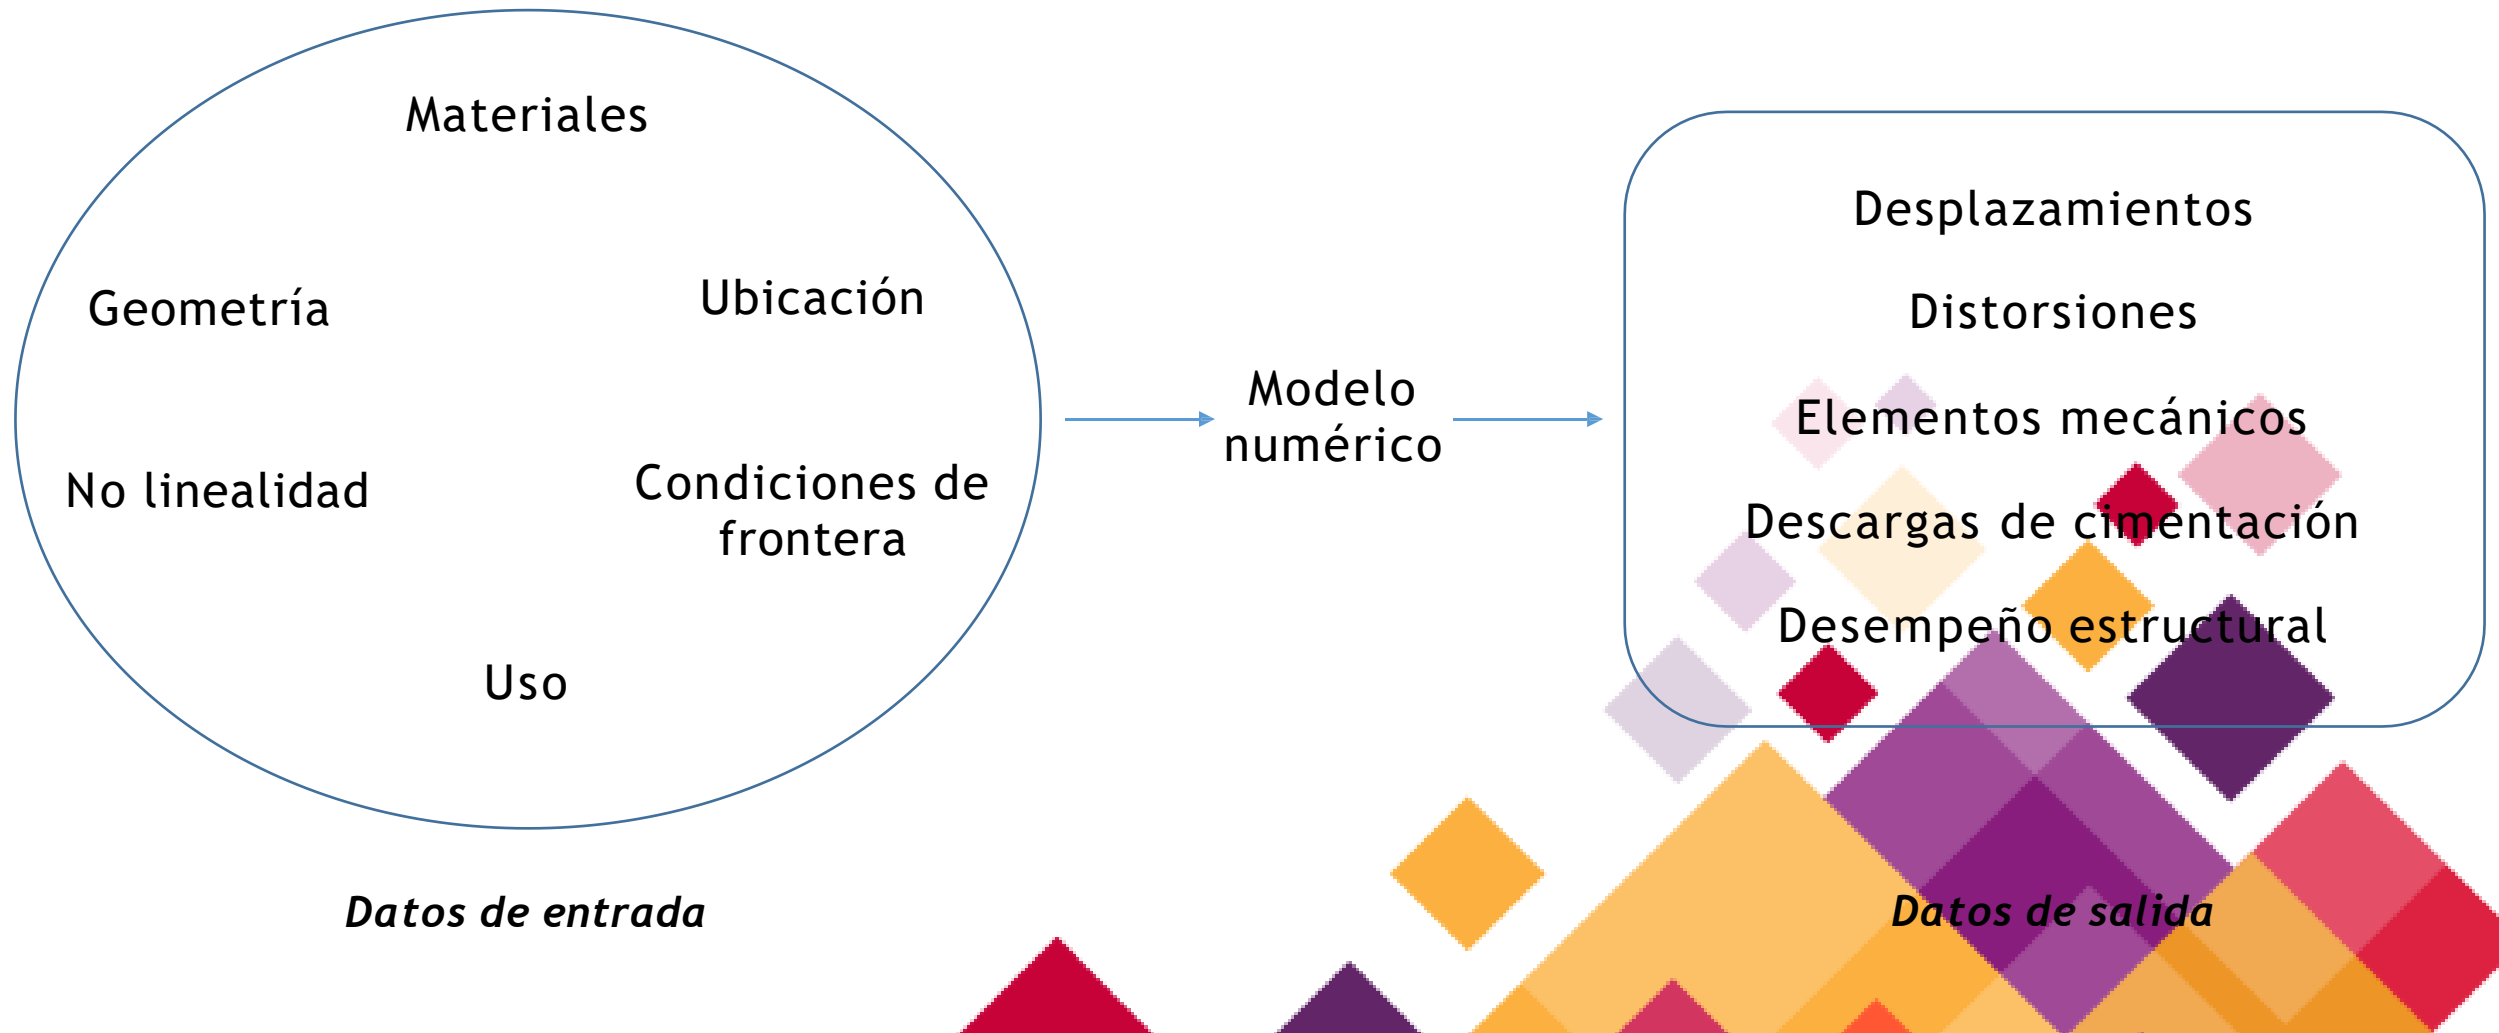 Materiales
Geometría
Ubicación
No linealidad
Condiciones de
frontera
Uso
Datos de entrada
Modelo
numérico
Desplazamientos
Distorsiones
Elementos mecánicos
Descargas de cimentación
Desempeño estructural
Datos de salida